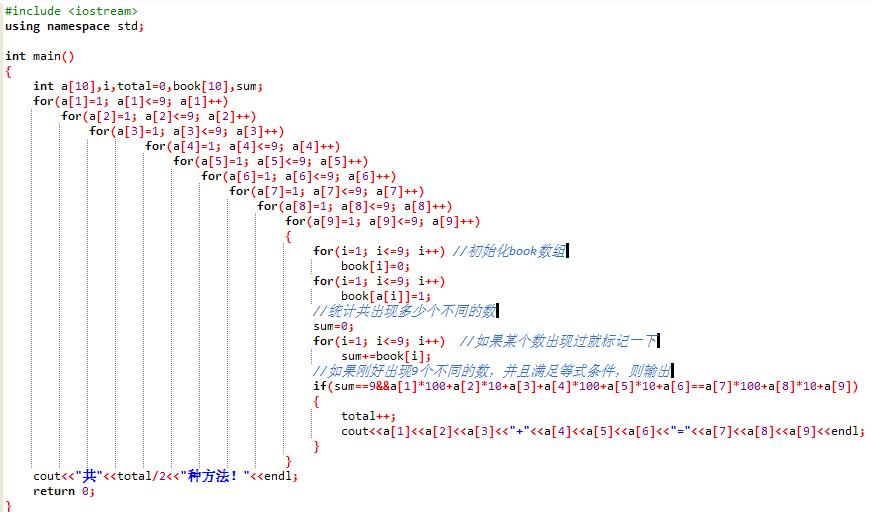 #include <iostream>
using namespace std;
int main()
{
int a[10],i,total=0,book[10],sum;
for(a[1]=1; a[1]<=9; a[1]++)
for(a[2]=1; a[2]<=9; a[2]++)
for(a[3]=1; a[3]<=9; a[3]++)
for(a[4]=1; a[4]<=9; a[4]++)
for(a[5]=1; a[5]<=9; a[5]++)
for(a[6]=1; a[6]<=9; a[6]++)
for(a[7]=1; a[7]<=9; a[7]++)
for(a[8]=1; a[8]<=9; a[8]++)
for(a[9]=1; a[9]<=9; a[9]++)
{
for(i=1; i<=9; i++) //初始化book数组
book[i]=0;
for(i=1; i<=9; i++)
book[a[i]]=1;
//统计共出现多少个不同的数
sum=0;
for(i=1; i<=9; i++) //如果某个数出现过就标记一下
sum+=book[i];
//如果刚好出现9个不同的数，并且满足等式条件，则输出
if(sum==9&&a[1]*100+a[2]*10+a[3]+a[4]*100+a[5]*10+a[6]==a[7]*100+a[8]*10+a[9])
{
total++;
cout<<a[1]<<a[2]<<a[3]<<"+"<<a[4]<<a[5]<<a[6]<<"="<<a[7]<<a[8]<<a[9]<<endl;
}
}
cout<<"共"<<total/2<<"种方法！"<<endl;
return 0;
}